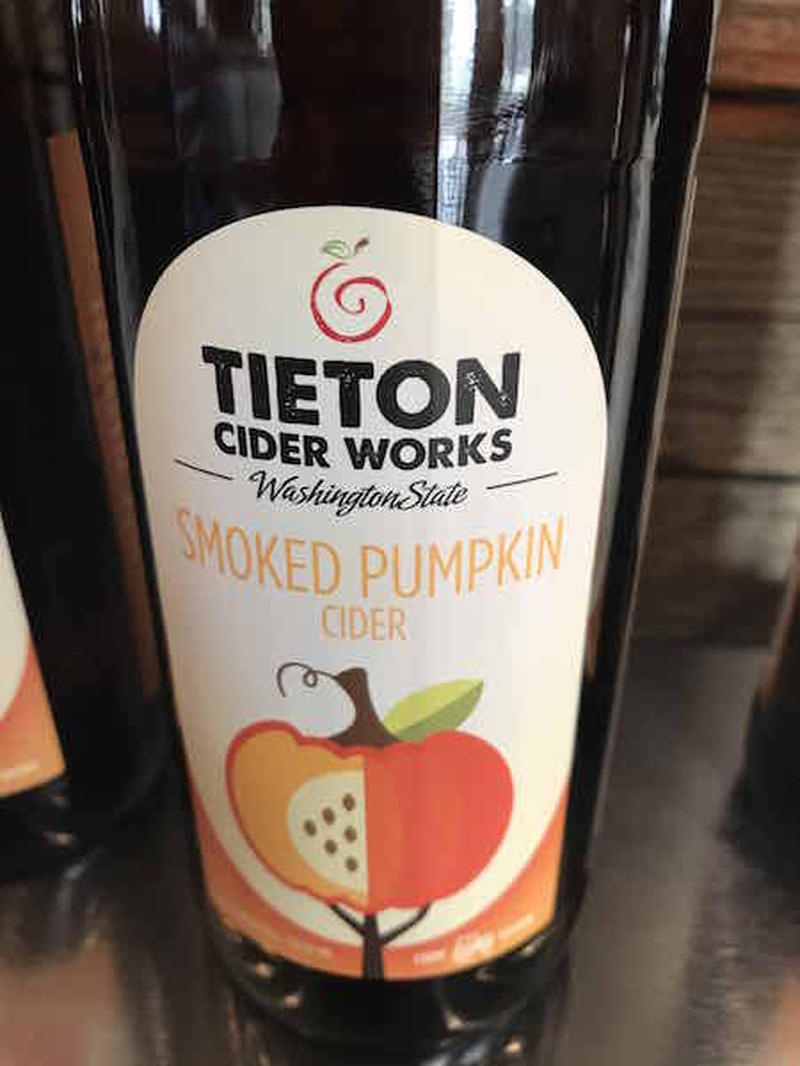 TIETON
CIDER WORKS
Washington State
SMOKED PUMPKIN
CIDER